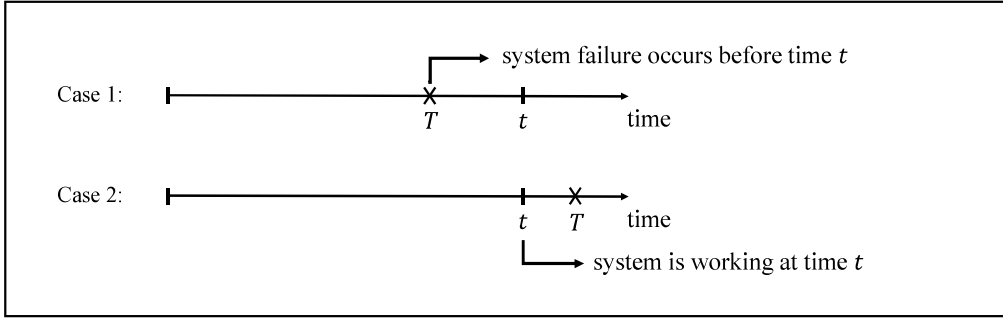 system failure occurs before time t
Case 1:
T
t
time
Case 2:
t
T
time
system is working at time t